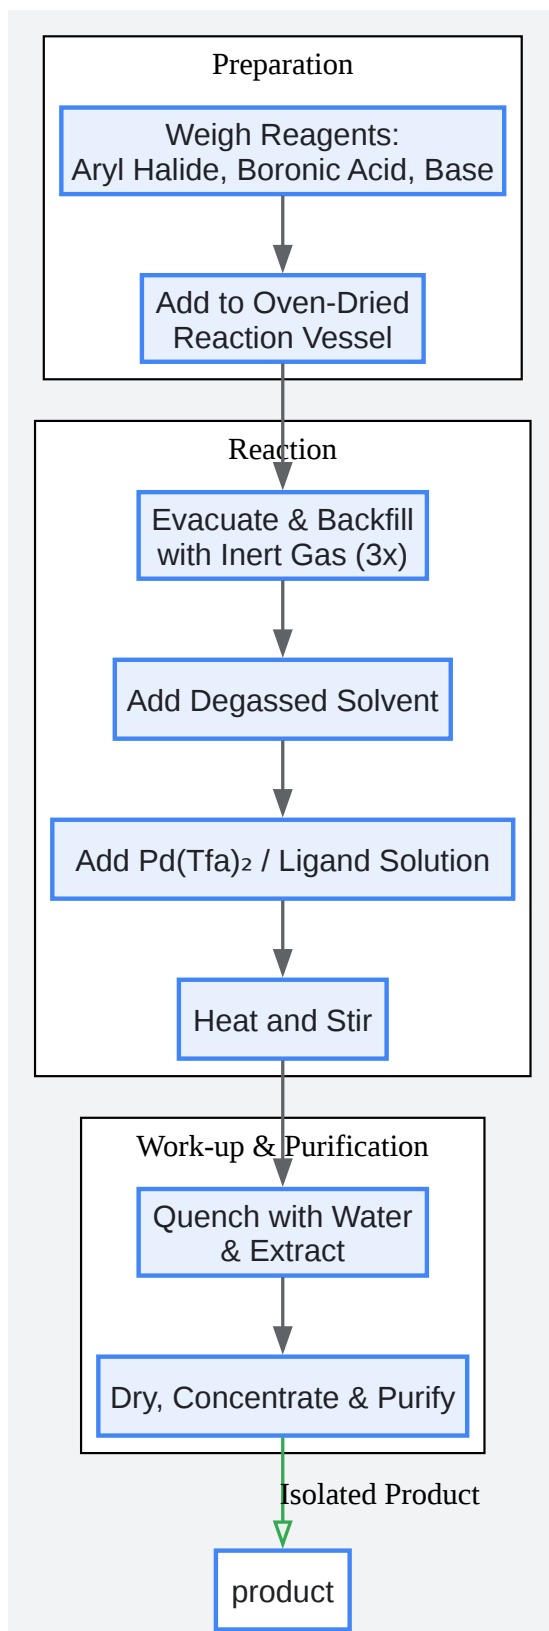 Preparation
Weigh Reagents:
Aryl Halide, Boronic Acid, Base
Add to Oven-Dried
Reaction Vessel
Reaction
Evacuate & Backfill
with Inert Gas (3x)
Add Degassed Solvent
Add Pd(Tfa)₂ / Ligand Solution
Heat and Stir
Work-up & Purification
Quench with Water
& Extract
Dry, Concentrate & Purify
Isolated Product
product